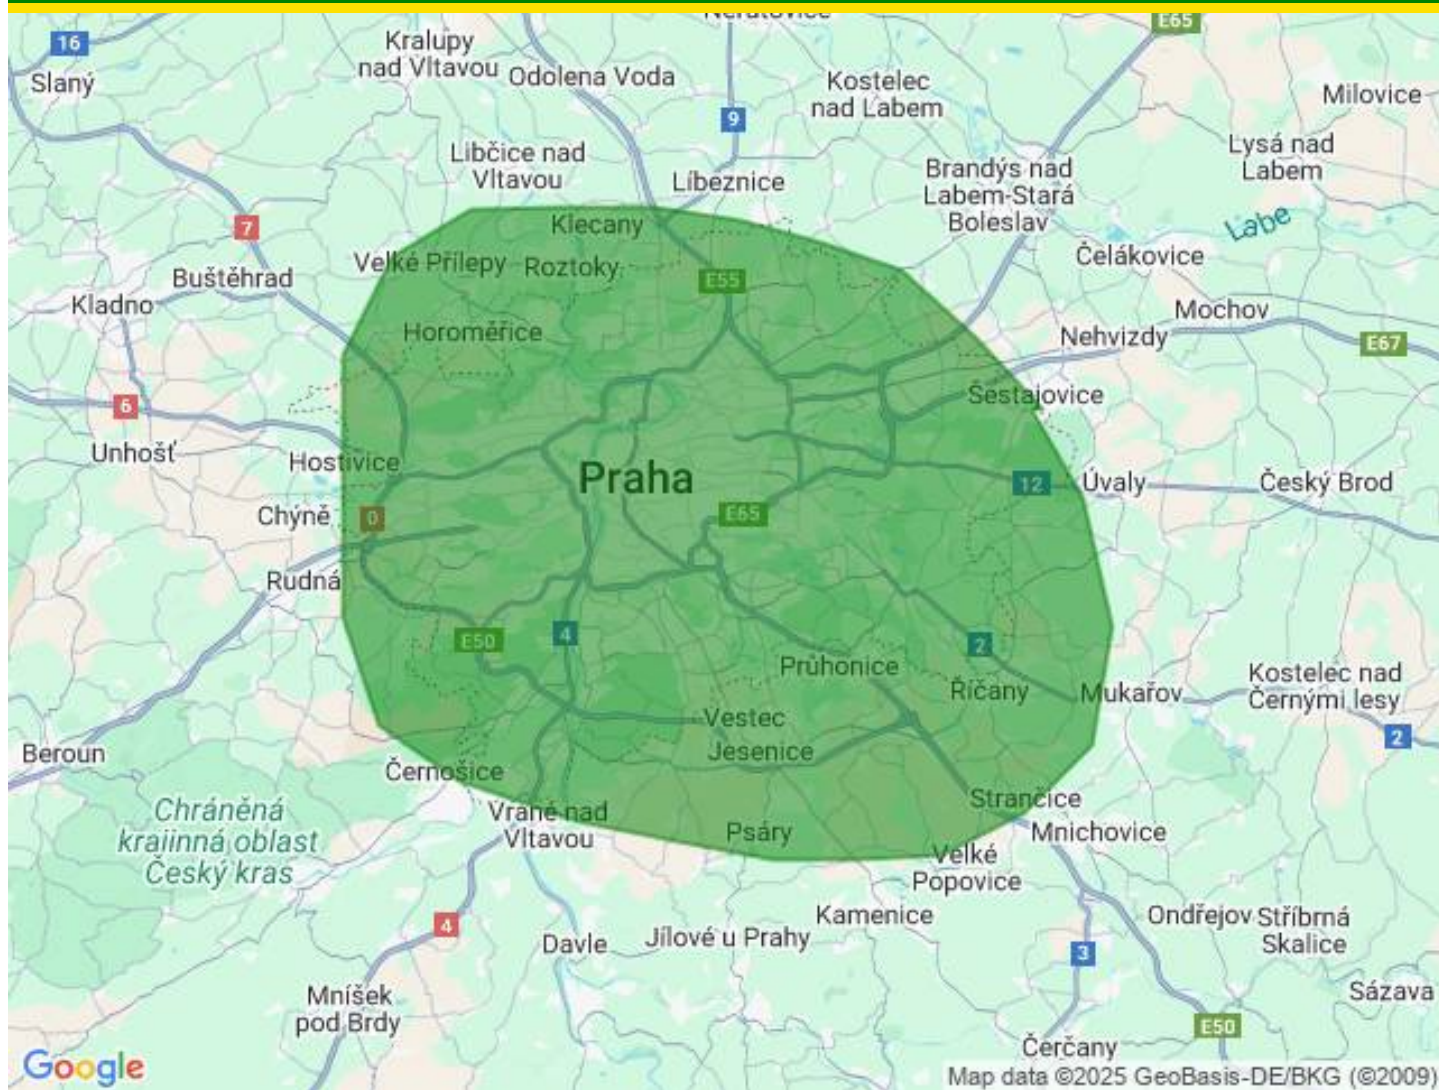 Neratovice
E65
16
Kralupy
nad Vltavou
Odolena Voda
Slaný
Kostelec
nad Labem
Milovice
9
Libčice nad
Vltavou
Líbeznice
Brandýs nad
Labem-Stará
Boleslav
Lysá nad
Labem
Labe
7
Klecany
Velké Přílepy
Roztoky
E55
Čelákovice
Buštěhrad
Kladno
Mochov
Horoměřice
Nehvizdy
E67
6
Šestajovice
Unhošť
Hostivice
Praha
12
Úvaly
Český Brod
Chýně
0
E65
Rudná
E50
4
2
Průhonice
Říčany
Mukařov
Kostelec nad
Černými lesy
2
Vestec
Jesenice
Beroun
Černošice
Strančice
Chráněná
krajinná oblast
Český kras
Vrané nad
Vltavou
Psáry
Mnichovice
Velké
Popovice
Kamenice
Ondřejov
Stříbrná
Skalice
4
Davle
Jílové u Prahy
3
Mníšek
pod Brdy
Sázava
E50
Čerčany
Google
Map data ©2025 GeoBasis-DE/BKG (©2009)